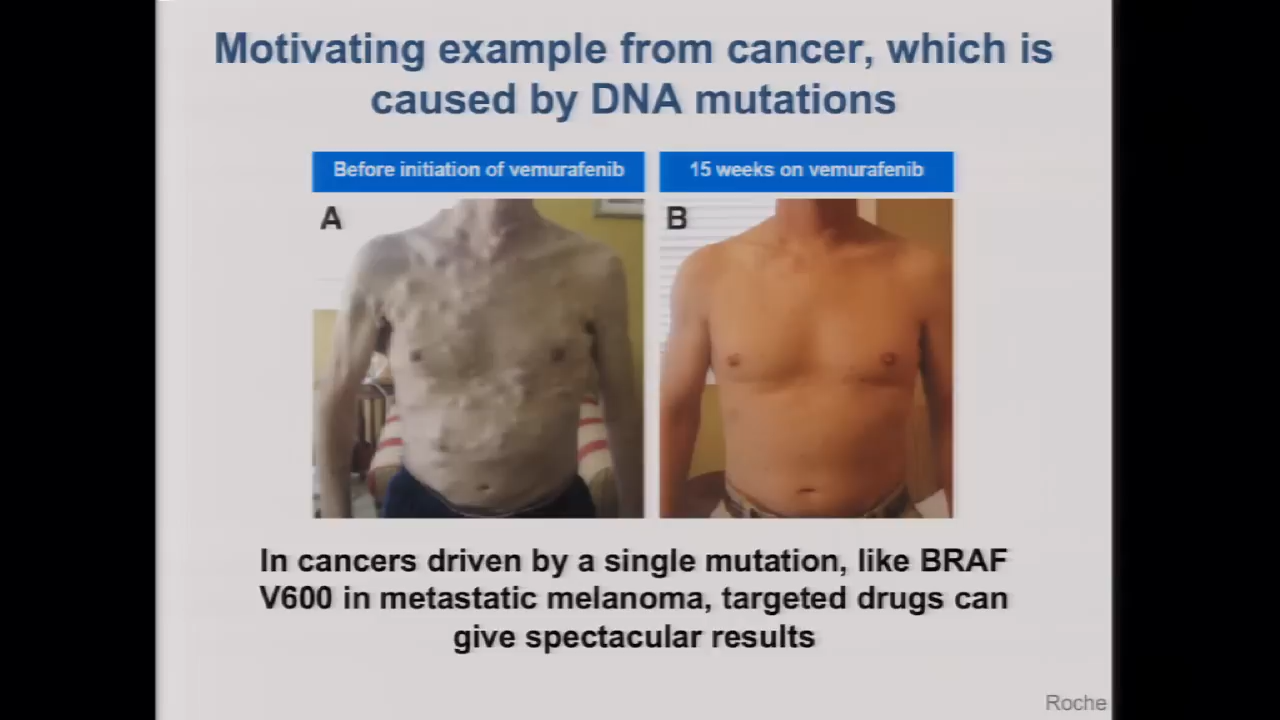 Motivating example from cancer, which is
caused by DNA mutations
Before initiation of vemurafenib
15 weeks on vemurafenib
A
B
In cancers driven by a single mutation, like BRAF
V600 in metastatic melanoma, targeted drugs can
give spectacular results
Roche